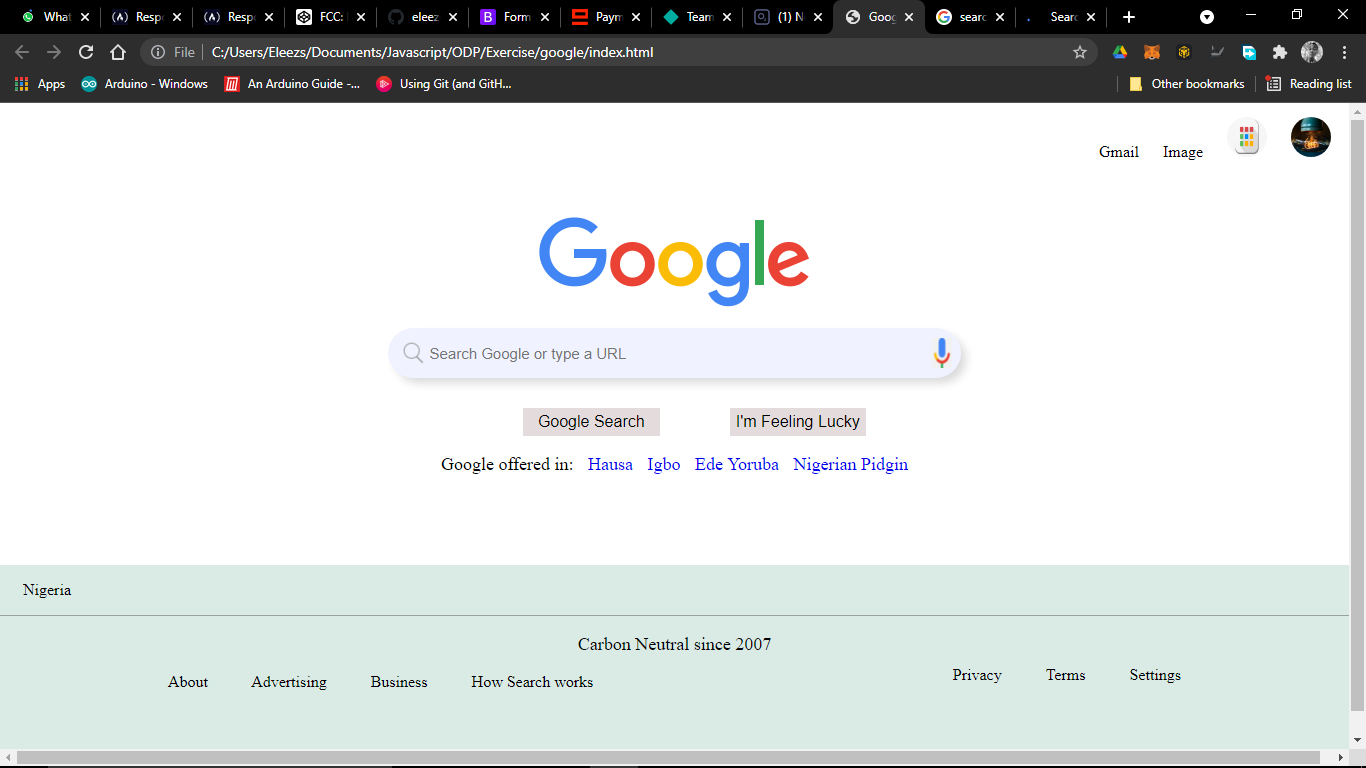 What Respo Respo FCC: eleez Form Paym Team (1) N Goog searc Searc
File C:/Users/Eleezs/Documents/Javascript/ODP/Exercise/google/index.html
Apps Arduino - Windows An Arduino Guide -... Using Git (and GitH... Other bookmarks Reading list
Gmail Image
Google
Search Google or type a URL
Google Search I'm Feeling Lucky
Google offered in: Hausa Igbo Ede Yoruba Nigerian Pidgin
Nigeria
Carbon Neutral since 2007
About Advertising Business How Search works Privacy Terms Settings